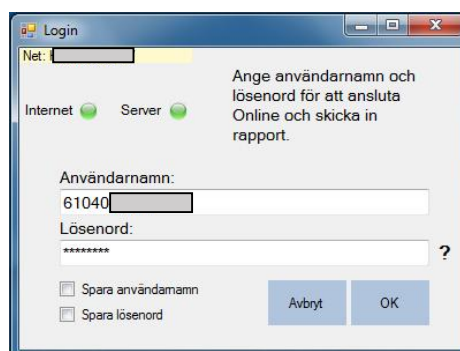 Login
Net:
Ange användarnamn och
lösenord för att ansluta
Online och skicka in
rapport.
Internet
Server
Användarnamn:
61040
Lösenord:
********
?
Spara användarnamn
Spara lösenord
Avbryt
OK